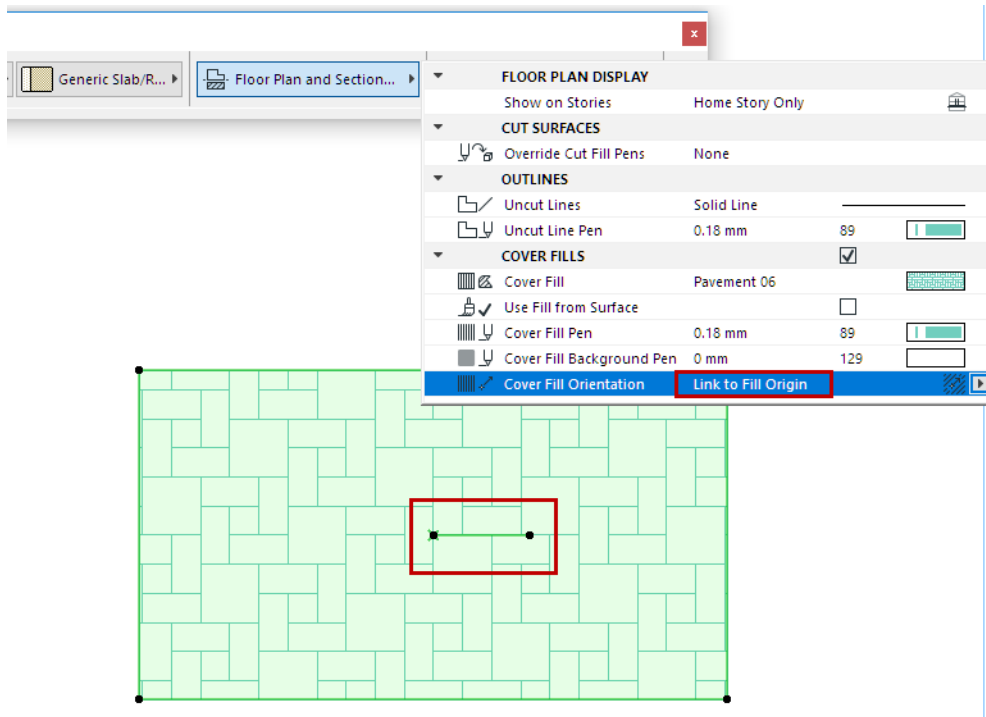 x
Generic Slab/R...
Floor Plan and Section...
FLOOR PLAN DISPLAY
Show on Stories Home Story Only
CUT SURFACES
Override Cut Fill Pens None
OUTLINES
Uncut Lines Solid Line
Uncut Line Pen 0.18 mm 89
COVER FILLS
Cover Fill Pavement 06
Use Fill from Surface
Cover Fill Pen 0.18 mm 89
Cover Fill Background Pen 0 mm 129
Cover Fill Orientation Link to Fill Origin